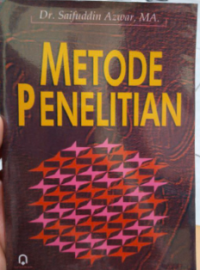 Dr. Saifuddin Azwar, MA.
METODE
PENELITIAN